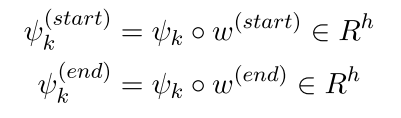 ψ_k^{(start)} = ψ_k ∘ w^{(start)} ∈ R^h
ψ_k^{(end)} = ψ_k ∘ w^{(end)} ∈ R^h